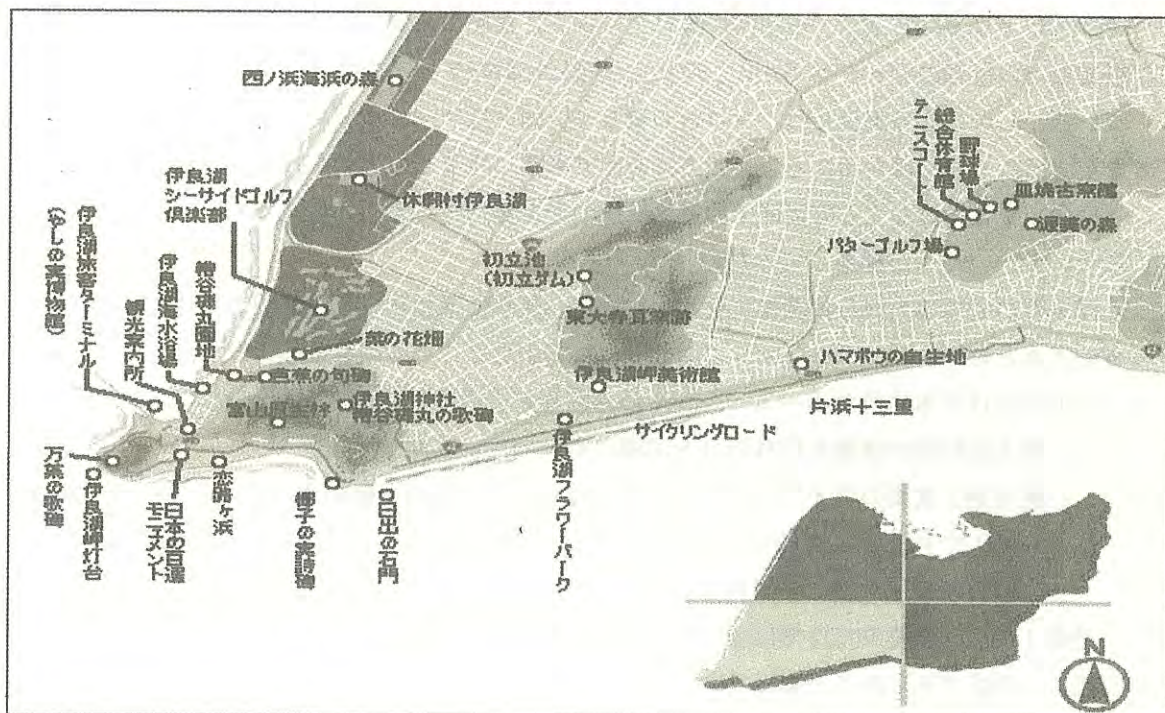 西ノ浜海浜の森
伊良湖
シーサイドゴルフ
倶楽部
休暇村伊良湖
伊良湖旅客ターミナル
(やしの実博物館)
観光案内所
伊良湖海水浴場
糟谷磯丸園地
菜の花畑
芭蕉の句碑
富山原生林
伊良湖神社
糟谷磯丸の歌碑
初立池
(初立ダム)
東大寺瓦窯跡
伊良湖岬美術館
テニスコ
総合体育館
野球場
皿焼古窯館
パターゴルフ場
ハマボウの自生地
片浜十三里
サイクリングロード
万葉の歌碑
伊良湖岬灯台
日本の百選
モニュメント
恋路ヶ浜
椰子の実詩碑
日出の石門
伊良湖フラワーパーク
N